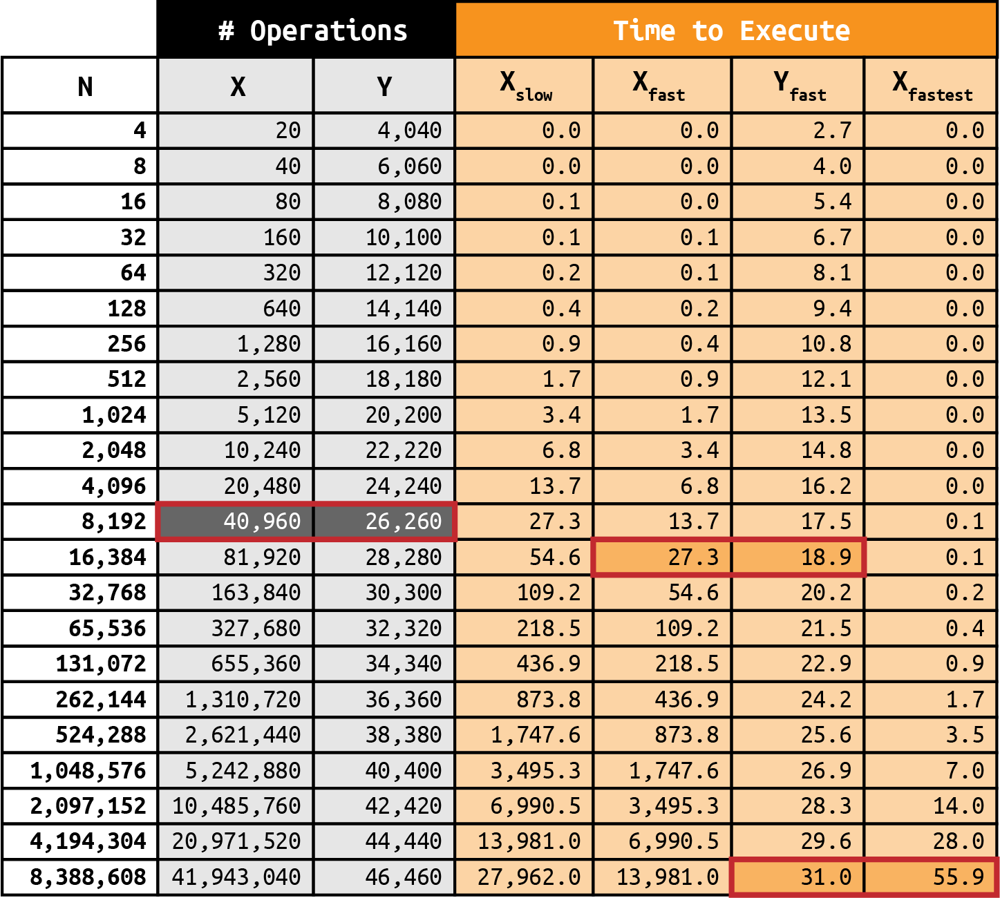 # Operations Time to Execute
N X Y Xslow Xfast Yfast Xfastest
4 20 4,040 0.0 0.0 2.7 0.0
8 40 6,060 0.0 0.0 4.0 0.0
16 80 8,080 0.1 0.0 5.4 0.0
32 160 10,100 0.1 0.1 6.7 0.0
64 320 12,120 0.2 0.1 8.1 0.0
128 640 14,140 0.4 0.2 9.4 0.0
256 1,280 16,160 0.9 0.4 10.8 0.0
512 2,560 18,180 1.7 0.9 12.1 0.0
1,024 5,120 20,200 3.4 1.7 13.5 0.0
2,048 10,240 22,220 6.8 3.4 14.8 0.0
4,096 20,480 24,240 13.7 6.8 16.2 0.0
8,192 40,960 26,260 27.3 13.7 17.5 0.1
16,384 81,920 28,280 54.6 27.3 18.9 0.1
32,768 163,840 30,300 109.2 54.6 20.2 0.2
65,536 327,680 32,320 218.5 109.2 21.5 0.4
131,072 655,360 34,340 436.9 218.5 22.9 0.9
262,144 1,310,720 36,360 873.8 436.9 24.2 1.7
524,288 2,621,440 38,380 1,747.6 873.8 25.6 3.5
1,048,576 5,242,880 40,400 3,495.3 1,747.6 26.9 7.0
2,097,152 10,485,760 42,420 6,990.5 3,495.3 28.3 14.0
4,194,304 20,971,520 44,440 13,981.0 6,990.5 29.6 28.0
8,388,608 41,943,040 46,460 27,962.0 13,981.0 31.0 55.9